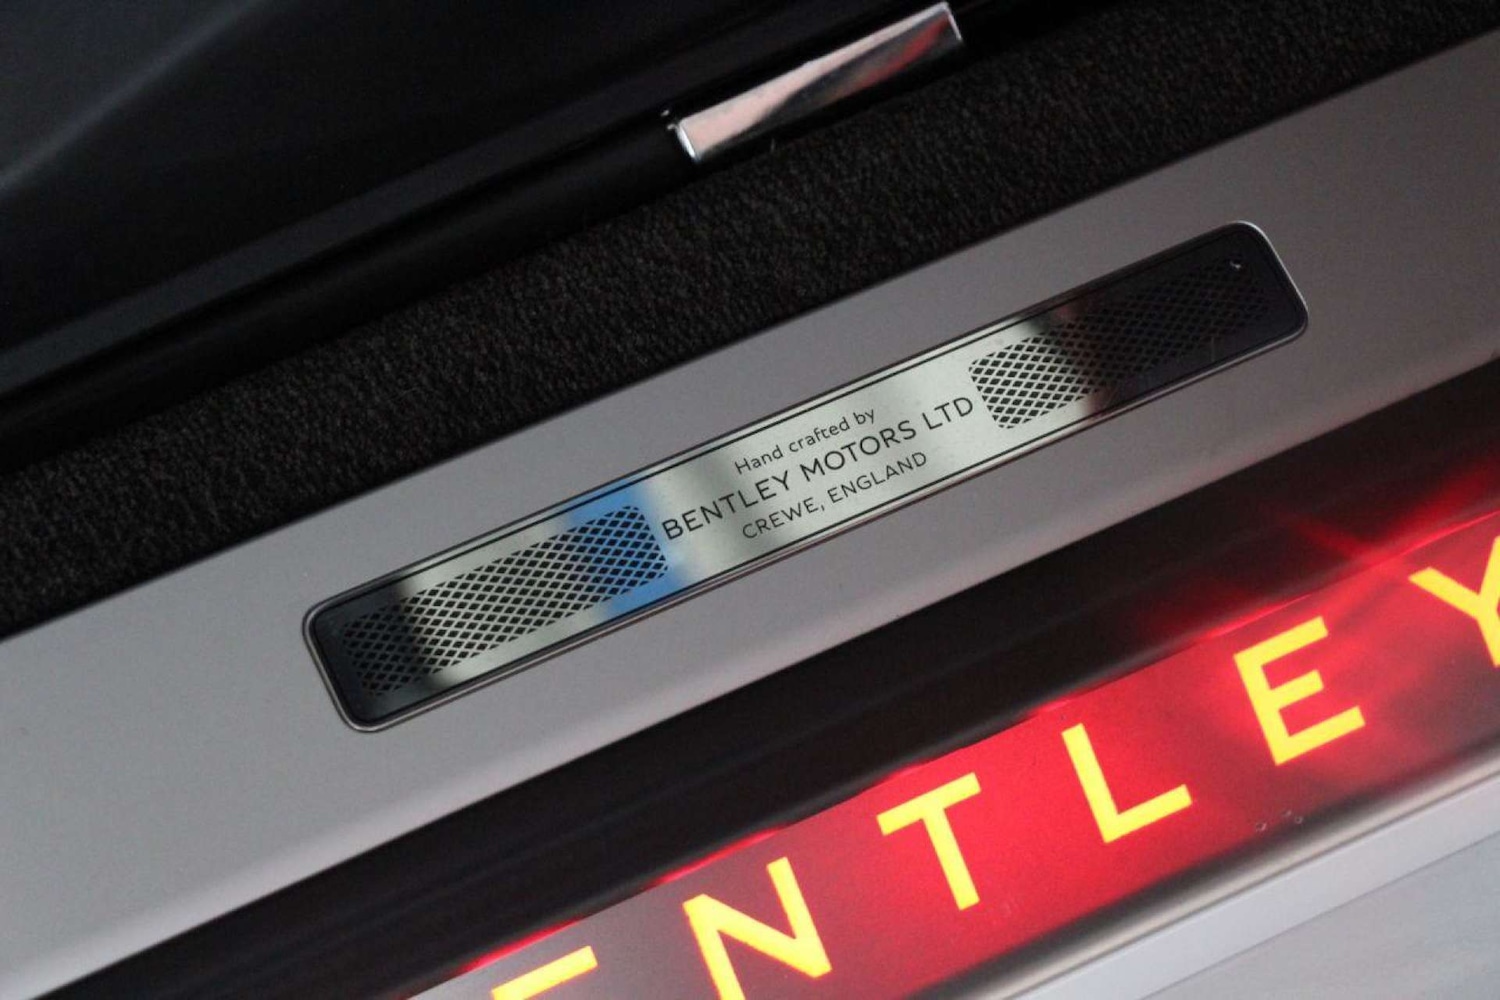 Hand crafted by
BENTLEY MOTORS LTD
CREWE, ENGLAND
ENTLEY